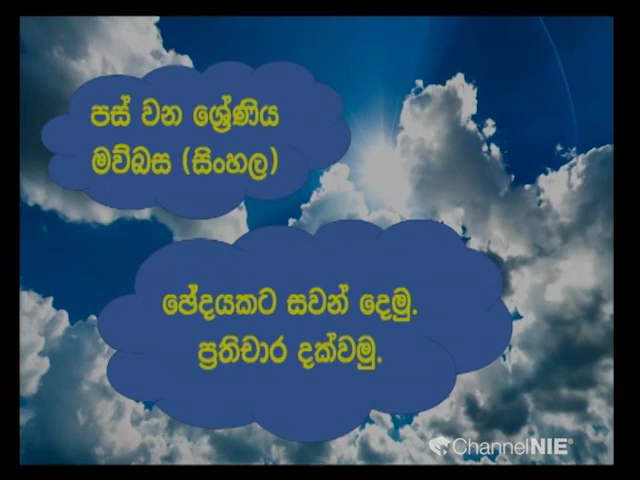 පස් වන ශ්‍රේණිය
මව්බස (සිංහල)
ඡේදයකට සවන් දෙමු.
ප්‍රතිචාර දක්වමු.
ChannelNIE